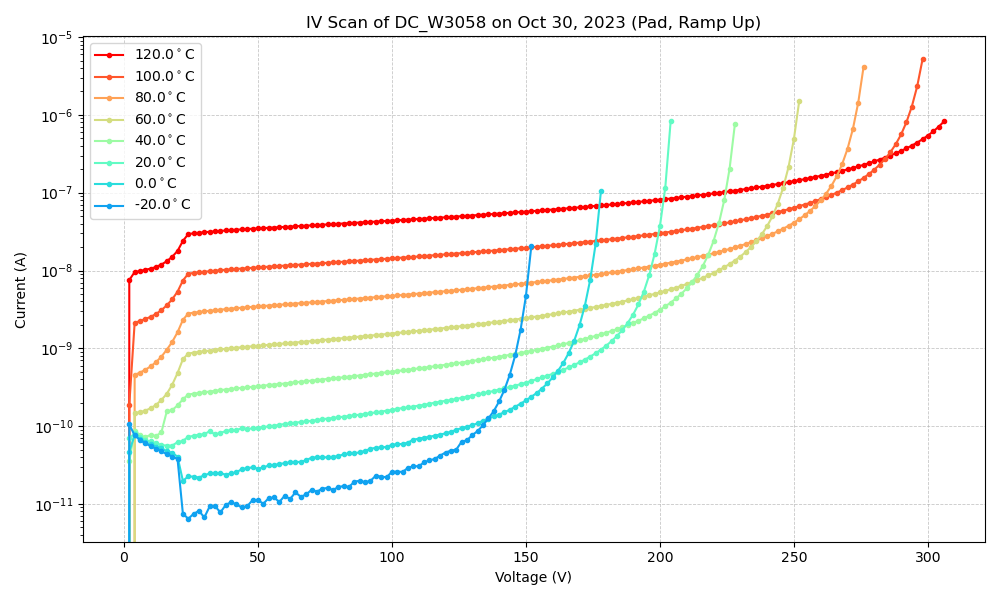 IV Scan of DC_W3058 on Oct 30, 2023 (Pad, Ramp Up)
Current (A)
10⁻⁵
10⁻⁶
10⁻⁷
10⁻⁸
10⁻⁹
10⁻¹⁰
10⁻¹¹
120.0°C
100.0°C
80.0°C
60.0°C
40.0°C
20.0°C
0.0°C
-20.0°C
0 50 100 150 200 250 300
Voltage (V)